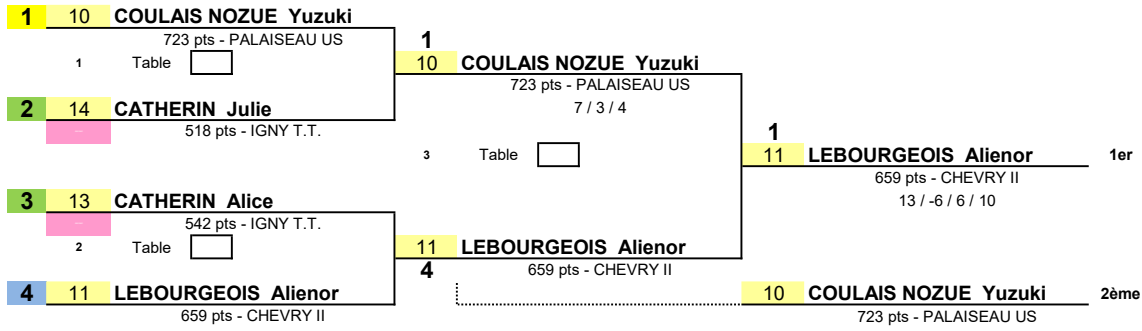 1 10 COULAIS NOZUE Yuzuki
723 pts - PALAISEAU US
1 Table
1
10 COULAIS NOZUE Yuzuki
723 pts - PALAISEAU US
7 / 3 / 4
2 14 CATHERIN Julie
518 pts - IGNY T.T.
3 Table
1
11 LEBOURGEOIS Alienor 1er
659 pts - CHEVRY II
13 / -6 / 6 / 10
3 13 CATHERIN Alice
542 pts - IGNY T.T.
2 Table
11 LEBOURGEOIS Alienor
4 659 pts - CHEVRY II
4 11 LEBOURGEOIS Alienor
659 pts - CHEVRY II
10 COULAIS NOZUE Yuzuki 2ème
723 pts - PALAISEAU US